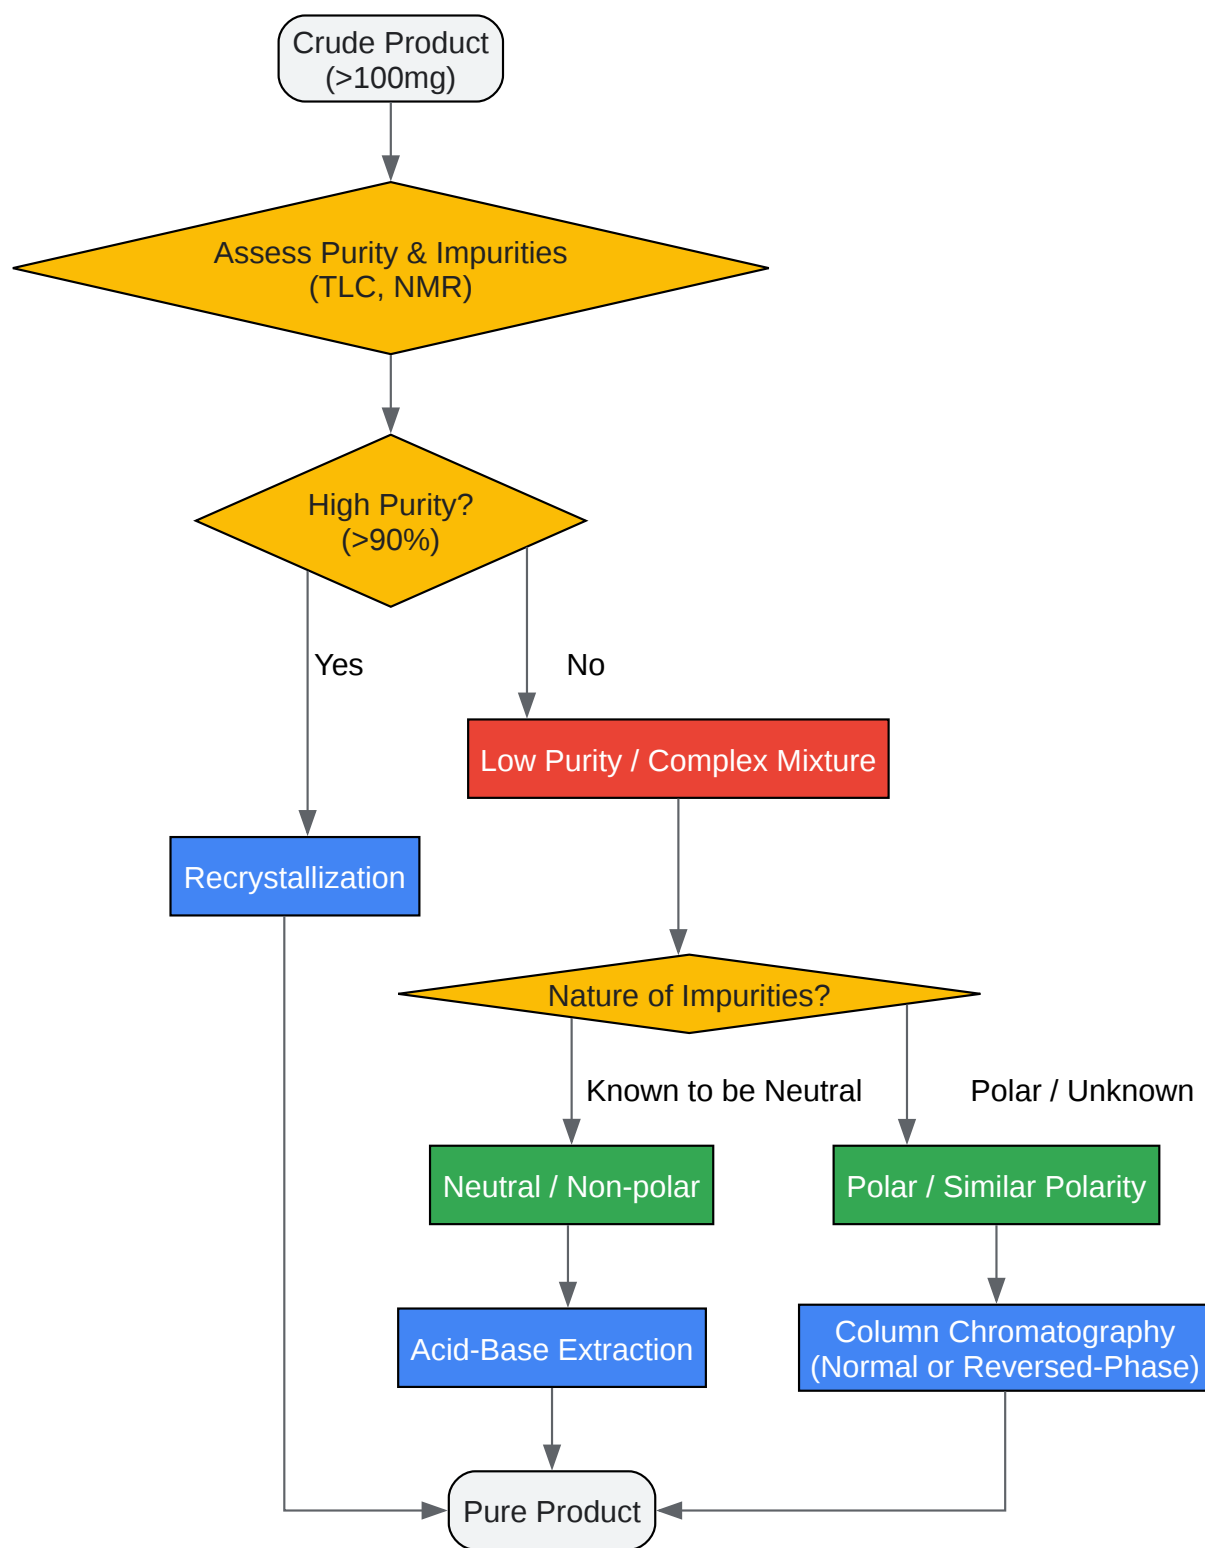 Crude Product
(>100mg)
Assess Purity & Impurities
(TLC, NMR)
High Purity?
(>90%)
Yes
No
Low Purity / Complex Mixture
Recrystallization
Nature of Impurities?
Known to be Neutral
Polar / Unknown
Neutral / Non-polar
Polar / Similar Polarity
Acid-Base Extraction
Column Chromatography
(Normal or Reversed-Phase)
Pure Product